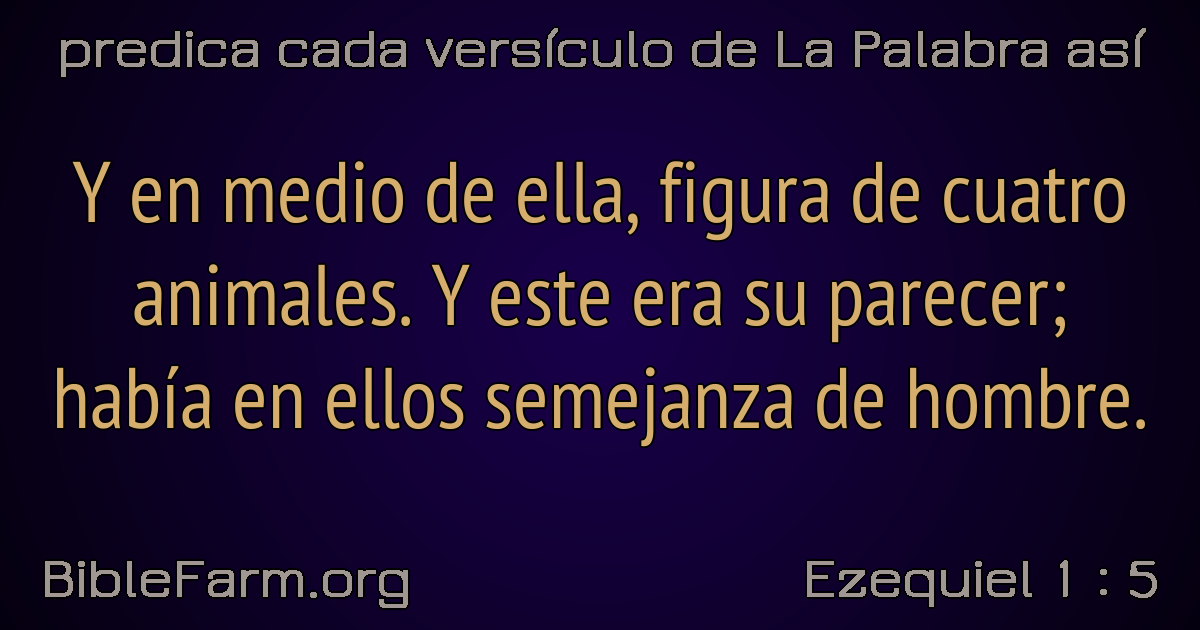 predica cada versículo de La Palabra así
Y en medio de ella, figura de cuatro
animales. Y este era su parecer;
había en ellos semejanza de hombre.
BibleFarm.org
Ezequiel 1 : 5